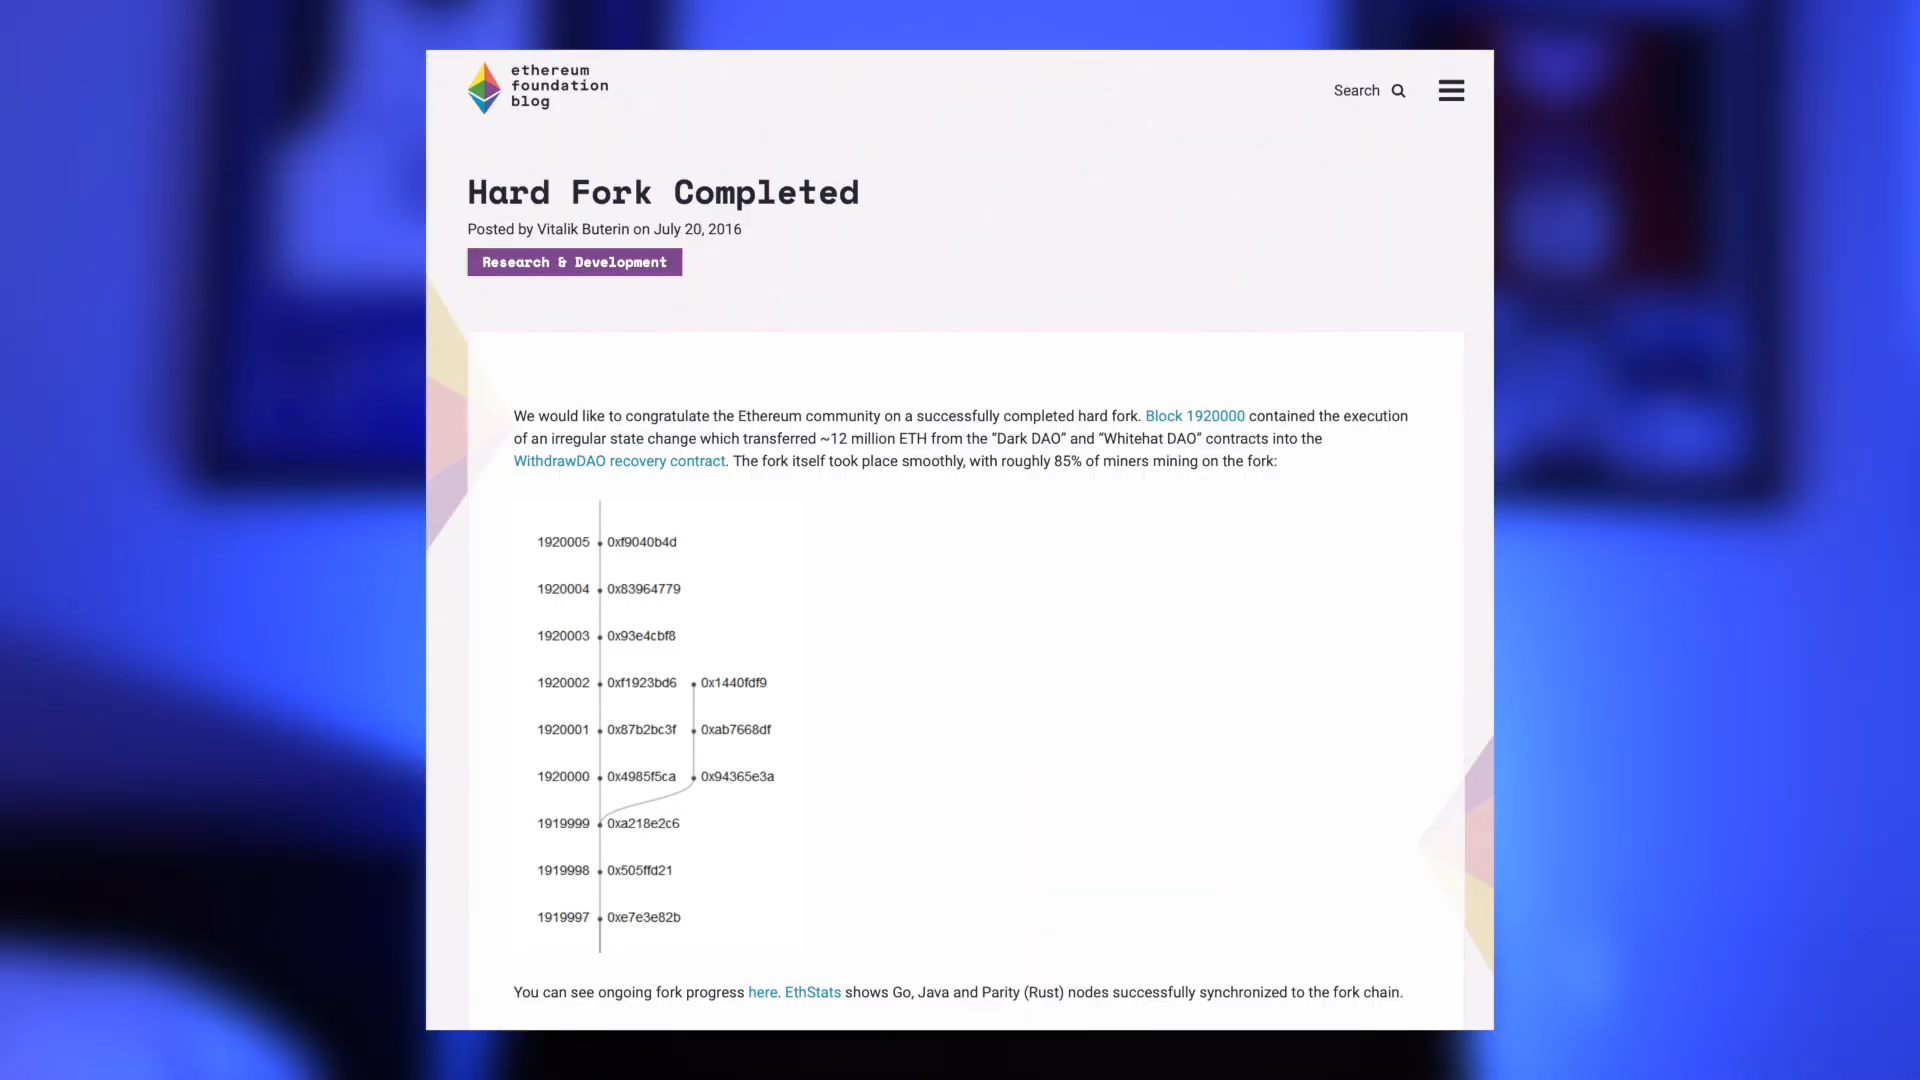 ethereum
foundation
blog
Search
Hard Fork Completed
Posted by Vitalik Buterin on July 20, 2016
Research & Development
We would like to congratulate the Ethereum community on a successfully completed hard fork. Block 1920000 contained the execution
of an irregular state change which transferred ~12 million ETH from the “Dark DAO” and “Whitehat DAO” contracts into the
WithdrawDAO recovery contract. The fork itself took place smoothly, with roughly 85% of miners mining on the fork:
1920005 0xf9040b4d
1920004 0x83964779
1920003 0x93e4cbf8
1920002 0xf1923bd6 0x1440fdf9
1920001 0x87b2bc3f 0xab7668df
1920000 0x4985f5ca 0x94365e3a
1919999 0xa218e2c6
1919998 0x505ffd21
1919997 0xe7e3e82b
You can see ongoing fork progress here. EthStats shows Go, Java and Parity (Rust) nodes successfully synchronized to the fork chain.